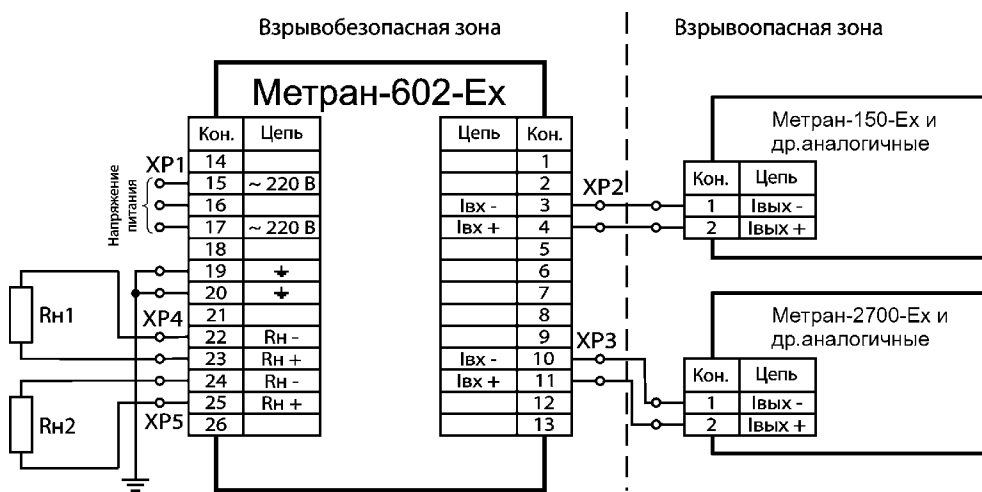 Взрывобезопасная зона
Взрывоопасная зона
Метран-602-Ех
Кон. Цепь
14
15 ~ 220 В
16
17 ~ 220 В
18
19
20
21
22 Rн -
23 Rн +
24 Rн -
25 Rн +
26
XP1
Напряжение
питания
XP4
XP5
Rн1
Rн2
Цепь Кон.
1
2
Iвх - 3
Iвх + 4
5
6
7
8
9
Iвх - 10
Iвх + 11
12
13
XP2
XP3
Метран-150-Ех и
др.аналогичные
Кон. Цепь
1 Iвых -
2 Iвых +
Метран-2700-Ех и
др.аналогичные
Кон. Цепь
1 Iвых -
2 Iвых +